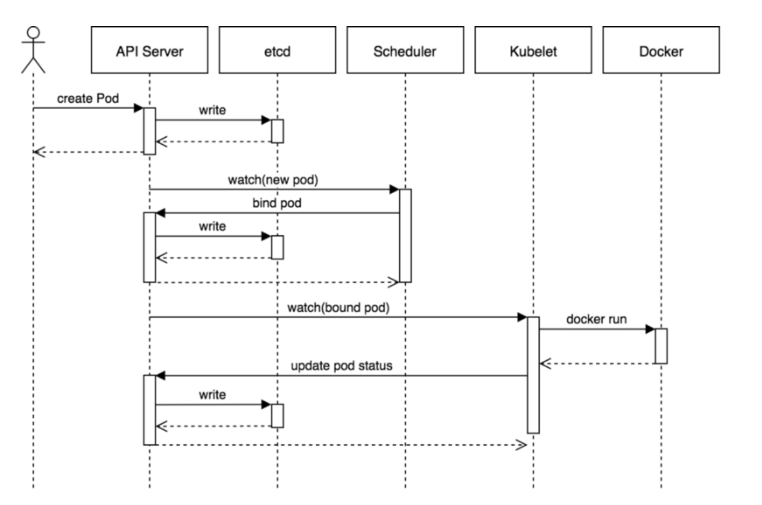 API Server
etcd
Scheduler
Kubelet
Docker
create Pod
write
watch(new pod)
bind pod
write
watch(bound pod)
docker run
update pod status
write